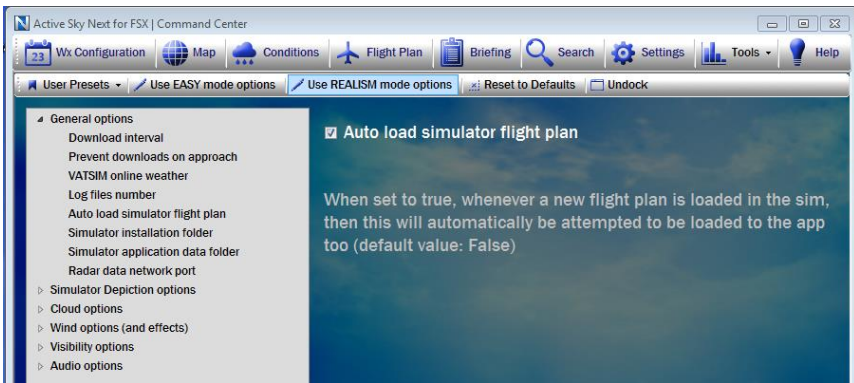 Active Sky Next for FSX | Command Center
23 Wx Configuration Map Conditions Flight Plan Briefing Search Settings Tools Help
User Presets Use EASY mode options Use REALISM mode options Reset to Defaults Undock
General options
Download interval
Prevent downloads on approach
VATSIM online weather
Log files number
Auto load simulator flight plan
Simulator installation folder
Simulator application data folder
Radar data network port
Simulator Depiction options
Cloud options
Wind options (and effects)
Visibility options
Audio options
Auto load simulator flight plan
When set to true, whenever a new flight plan is loaded in the sim,
then this will automatically be attempted to be loaded to the app
too (default value: False)